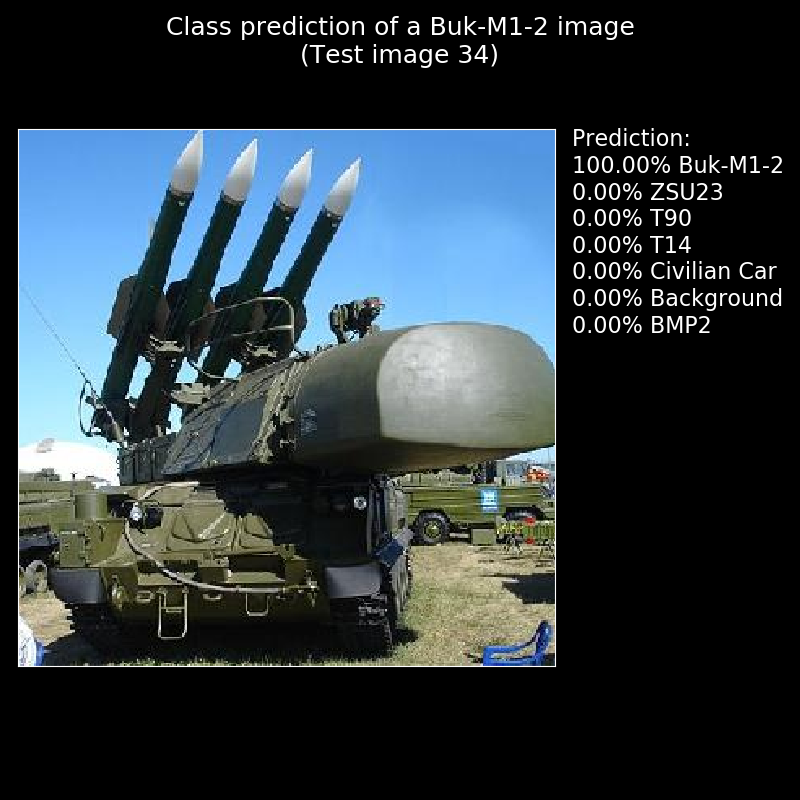 Class prediction of a Buk-M1-2 image
(Test image 34)
Prediction:
100.00% Buk-M1-2
0.00% ZSU23
0.00% T90
0.00% T14
0.00% Civilian Car
0.00% Background
0.00% BMP2